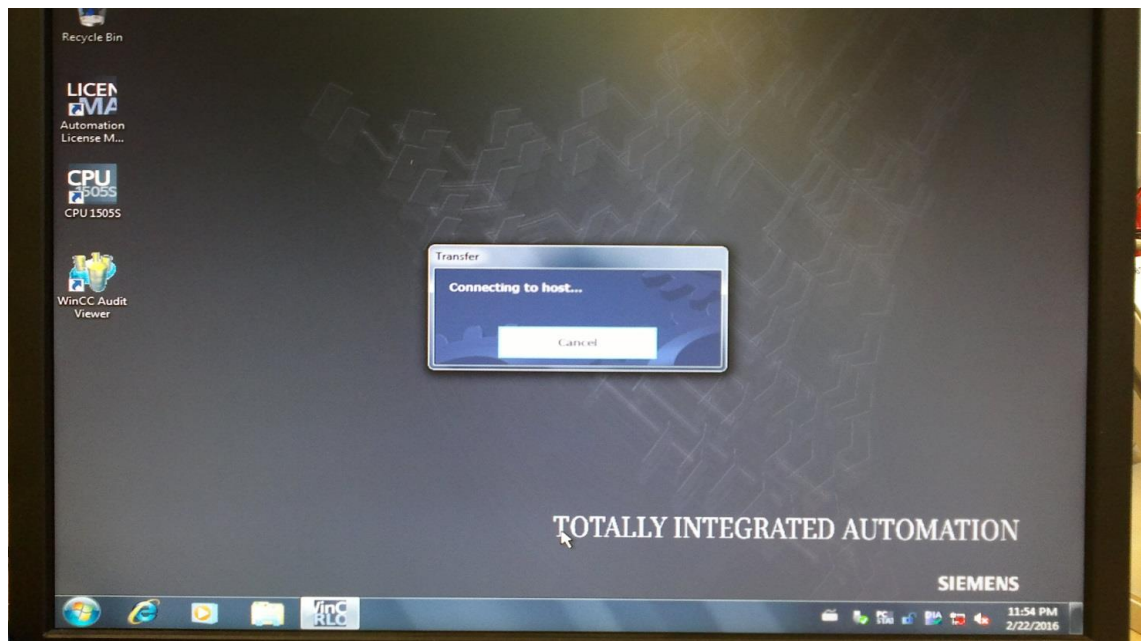 Recycle Bin
LICEN
MA
Automation
License M...
CPU
1505S
CPU 1505S
WinCC Audit
Viewer
Transfer
Connecting to host...
Cancel
TOTALLY INTEGRATED AUTOMATION
SIEMENS
RLO
11:54 PM
2/22/2016